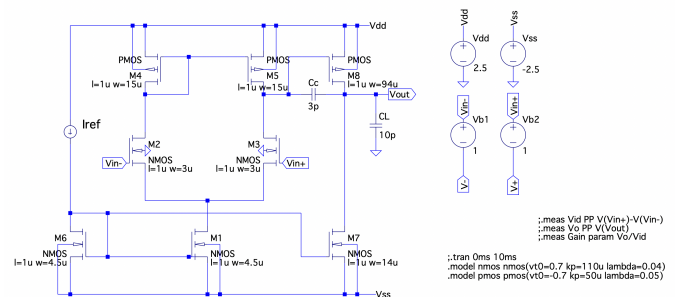 Vdd
PMOS
M4
l=1u w=15u
PMOS
M5
l=1u w=15u
PMOS
M8
l=1u w=94u
Cc
3p
Vout
CL
10p
Iref
M2
Vin-
NMOS
l=1u w=3u
M3
Vin+
NMOS
l=1u w=3u
M6
NMOS
l=1u w=4.5u
M1
NMOS
l=1u w=4.5u
M7
NMOS
l=1u w=14u
Vss
Vdd
Vdd
2.5
Vss
Vss
-2.5
Vin-
Vb1
1
V-
Vin+
Vb2
1
V+
;.meas Vid PP V(Vin+)-V(Vin-)
;.meas Vo PP V(Vout)
;.meas Gain param Vo/Vid
;.tran 0ms 10ms
.model nmos nmos(vt0=0.7 kp=110u lambda=0.04)
.model pmos pmos(vt0=-0.7 kp=50u lambda=0.05)